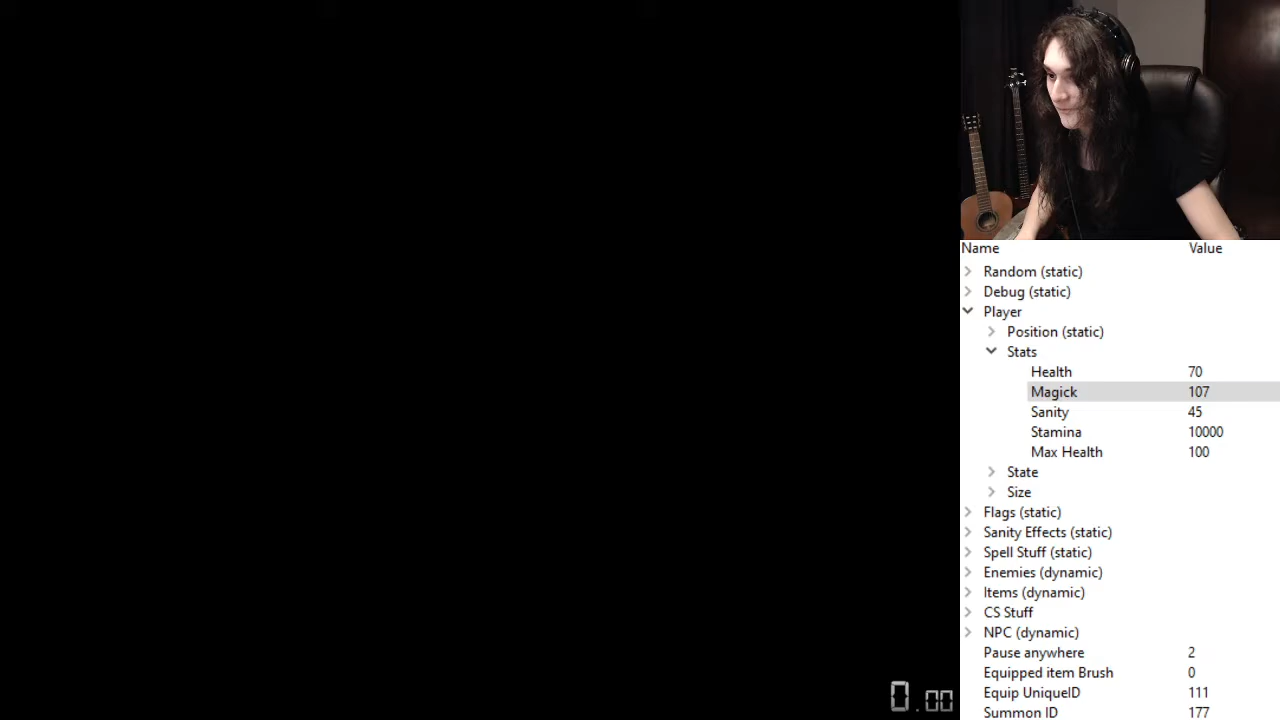 Name Value
Random (static)
Debug (static)
Player
Position (static)
Stats
Health 70
Magick 107
Sanity 45
Stamina 10000
Max Health 100
State
Size
Flags (static)
Sanity Effects (static)
Spell Stuff (static)
Enemies (dynamic)
Items (dynamic)
CS Stuff
NPC (dynamic)
Pause anywhere 2
Equipped item Brush 0
Equip UniqueID 111
Summon ID 177
0.00